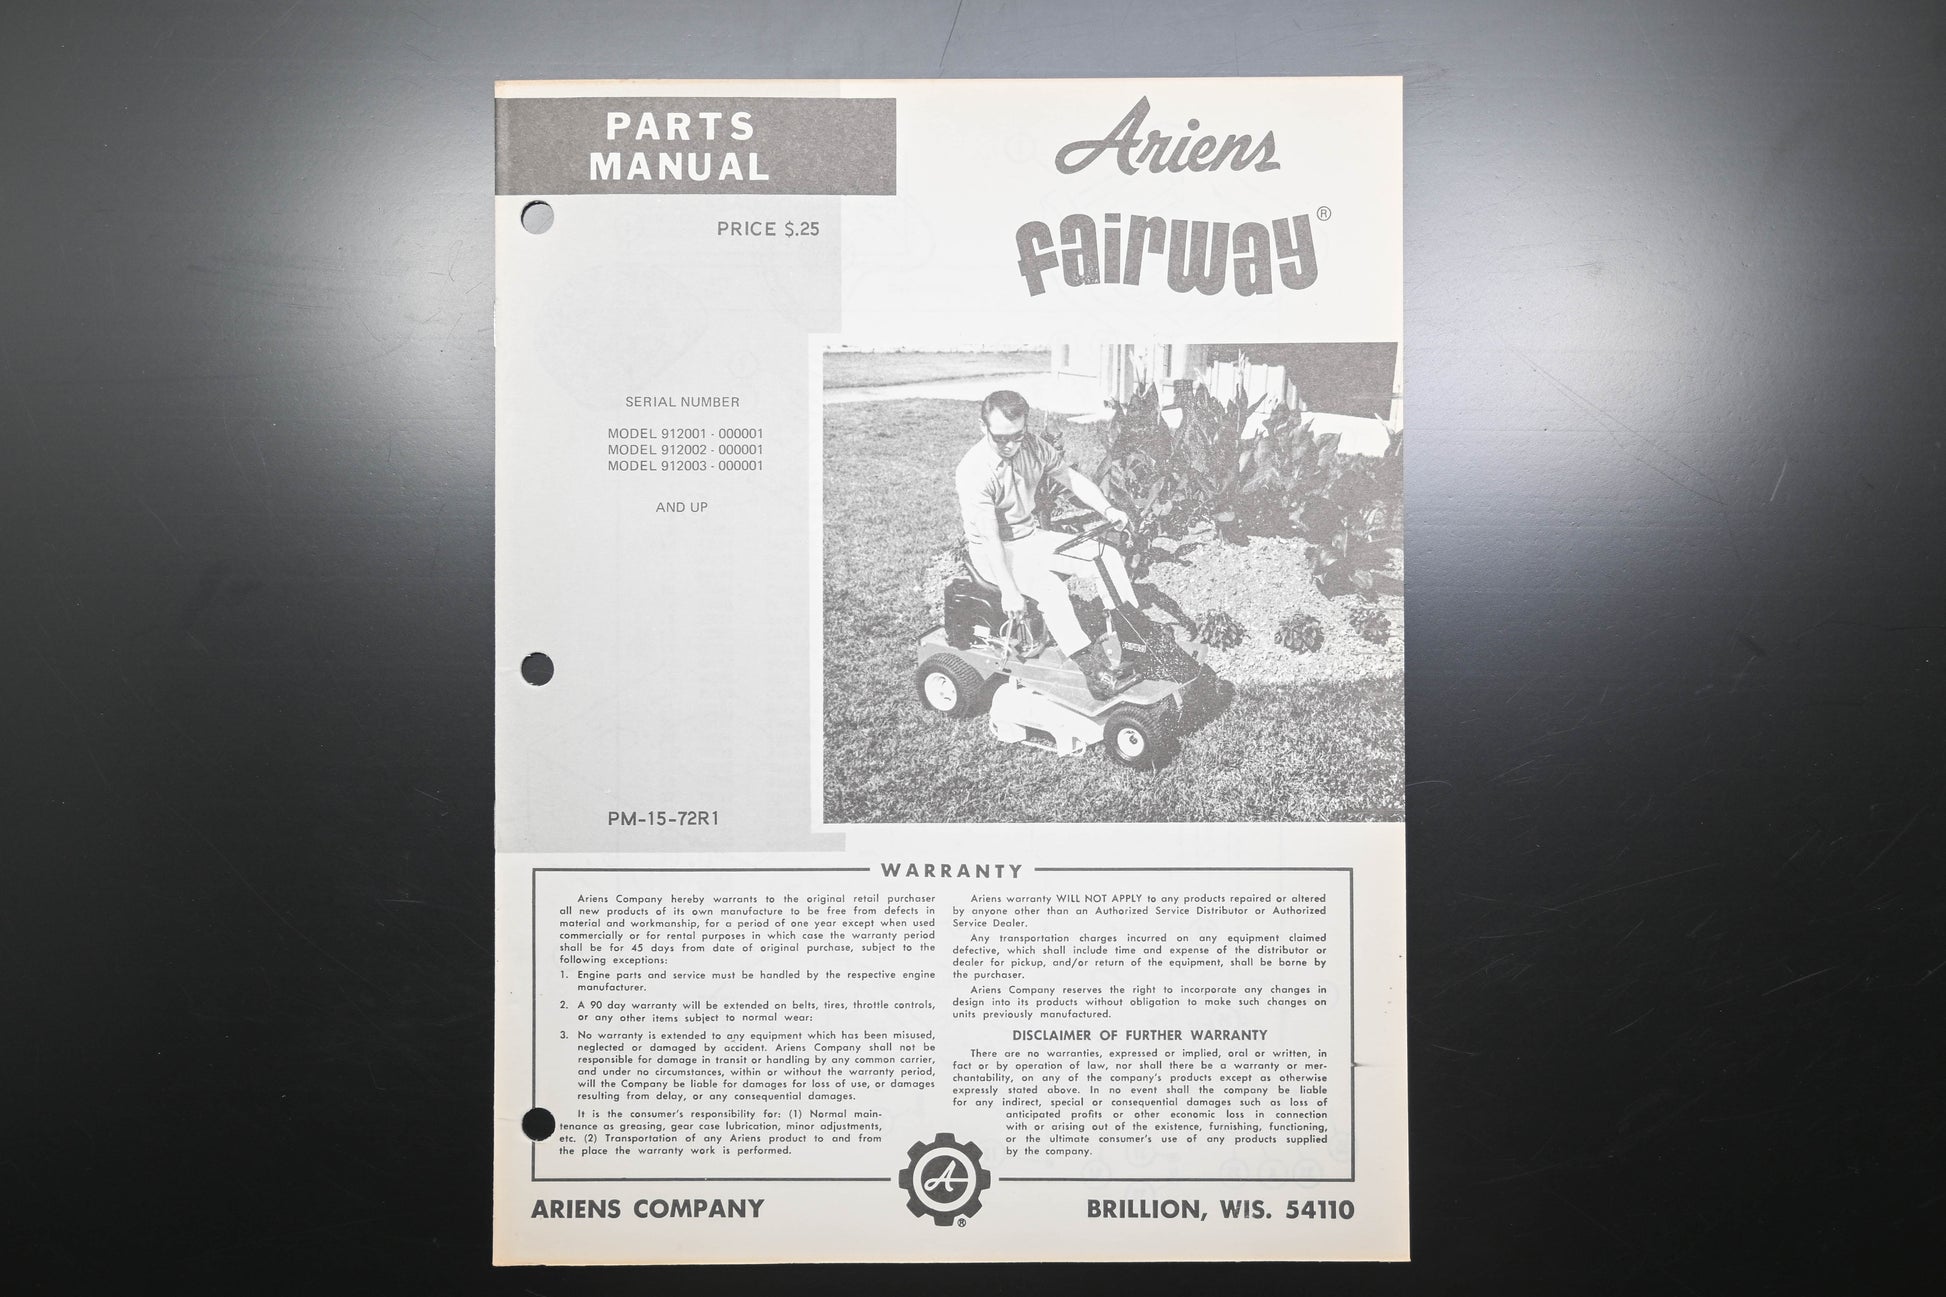 PARTS
MANUAL
PRICE $.25
Ariens
fairway®
SERIAL NUMBER
MODEL 912001 - 000001
MODEL 912002 - 000001
MODEL 912003 - 000001
AND UP
PM-15-72R1
WARRANTY
Ariens Company hereby warrants to the original retail purchaser
all new products of its own manufacture to be free from defects in
material and workmanship, for a period of one year except when used
commercially or for rental purposes in which case the warranty period
shall be for 45 days from date of original purchase, subject to the
following exceptions:
1. Engine parts and service must be handled by the respective engine
manufacturer.
2. A 90 day warranty will be extended on belts, tires, throttle controls,
or any other items subject to normal wear:
3. No warranty is extended to any equipment which has been misused,
neglected or damaged by accident. Ariens Company shall not be
responsible for damage in transit or handling by any common carrier,
and under no circumstances, within or without the warranty period,
will the Company be liable for damages for loss of use, or damages
resulting from delay, or any consequential damages.
It is the consumer's responsibility for: (1) Normal main-
tenance as greasing, gear case lubrication, minor adjustments,
etc. (2) Transportation of any Ariens product to and from
the place the warranty work is performed.
Ariens warranty WILL NOT APPLY to any products repaired or altered
by anyone other than an Authorized Service Distributor or Authorized
Service Dealer.
Any transportation charges incurred on any equipment claimed
defective, which shall include time and expense of the distributor or
dealer for pickup, and/or return of the equipment, shall be borne by
the purchaser.
Ariens Company reserves the right to incorporate any changes in
design into its products without obligation to make such changes on
units previously manufactured.
DISCLAIMER OF FURTHER WARRANTY
There are no warranties, expressed or implied, oral or written, in
fact or by operation of law, nor shall there be a warranty or mer-
chantability, on any of the company's products except as otherwise
expressly stated above. In no event shall the company be liable
for any indirect, special or consequential damages such as loss of
anticipated profits or other economic loss in connection
with or arising out of the existence, furnishing, functioning,
or the ultimate consumer's use of any products supplied
by the company.
A ®
ARIENS COMPANY
BRILLION, WIS. 54110